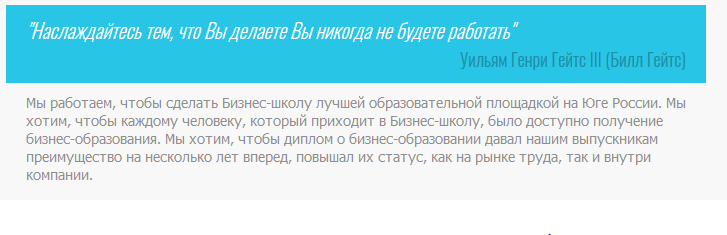 "Наслаждайтесь тем, что Вы делаете Вы никогда не будете работать"
Уильям Генри Гейтс III (Билл Гейтс)
Мы работаем, чтобы сделать Бизнес-школу лучшей образовательной площадкой на Юге России. Мы
хотим, чтобы каждому человеку, который приходит в Бизнес-школу, было доступно получение
бизнес-образования. Мы хотим, чтобы диплом о бизнес-образовании давал нашим выпускникам
преимущество на несколько лет вперед, повышал их статус, как на рынке труда, так и внутри
компании.